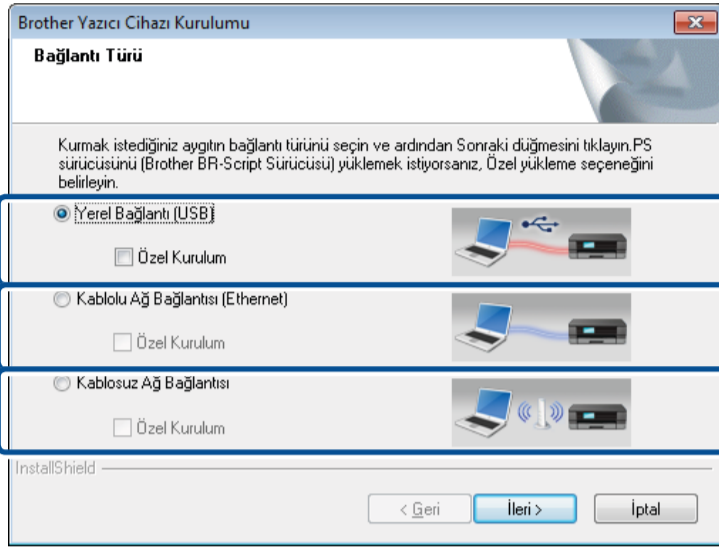 Brother Yazıcı Cihazı Kurulumu
Bağlantı Türü
Kurmak istediğiniz aygıtın bağlantı türünü seçin ve ardından Sonraki düğmesini tıklayın.PS
sürücüsünü (Brother BR-Script Sürücüsü) yüklemek istiyorsanız, Özel yükleme seçeneğini
belirleyin.
Yerel Bağlantı (USB)
Özel Kurulum
Kablolu Ağ Bağlantısı (Ethernet)
Özel Kurulum
Kablosuz Ağ Bağlantısı
Özel Kurulum
InstallShield
< Geri
İleri >
İptal